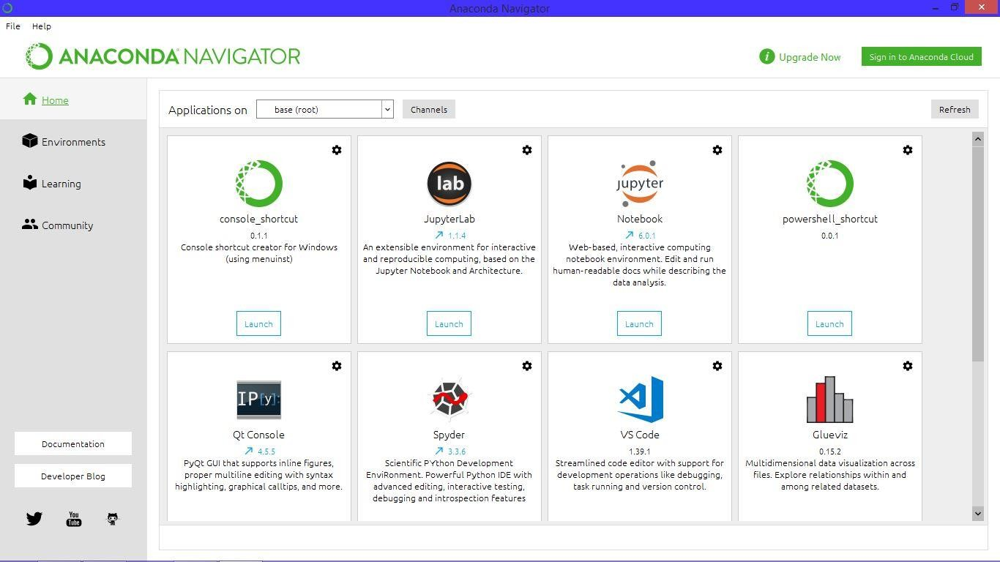 Anaconda Navigator
File Help
ANACONDA NAVIGATOR
i Upgrade Now
Sign in to Anaconda Cloud
Home
Environments
Learning
Community
Documentation
Developer Blog
You
Tube
Applications on
base (root)
Channels
Refresh
console_shortcut
0.1.1
Console shortcut creator for Windows
(using menuinst)
Launch
lab
JupyterLab
1.1.4
An extensible environment for interactive
and reproducible computing, based on the
Jupyter Notebook and Architecture.
Launch
jupyter
Notebook
6.0.1
Web-based, interactive computing
notebook environment. Edit and run
human-readable docs while describing the
data analysis.
Launch
powershell_shortcut
0.0.1
Launch
IP[y]:
Qt Console
4.5.5
PyQt GUI that supports inline figures,
proper multiline editing with syntax
highlighting, graphical calltips, and more.
Spyder
3.3.6
Scientific PYthon Development
EnviRonment. Powerful Python IDE with
advanced editing, interactive testing,
debugging and introspection features
VS Code
1.39.1
Streamlined code editor with support for
development operations like debugging,
task running and version control.
Glueviz
0.15.2
Multidimensional data visualization across
files. Explore relationships within and
among related datasets.